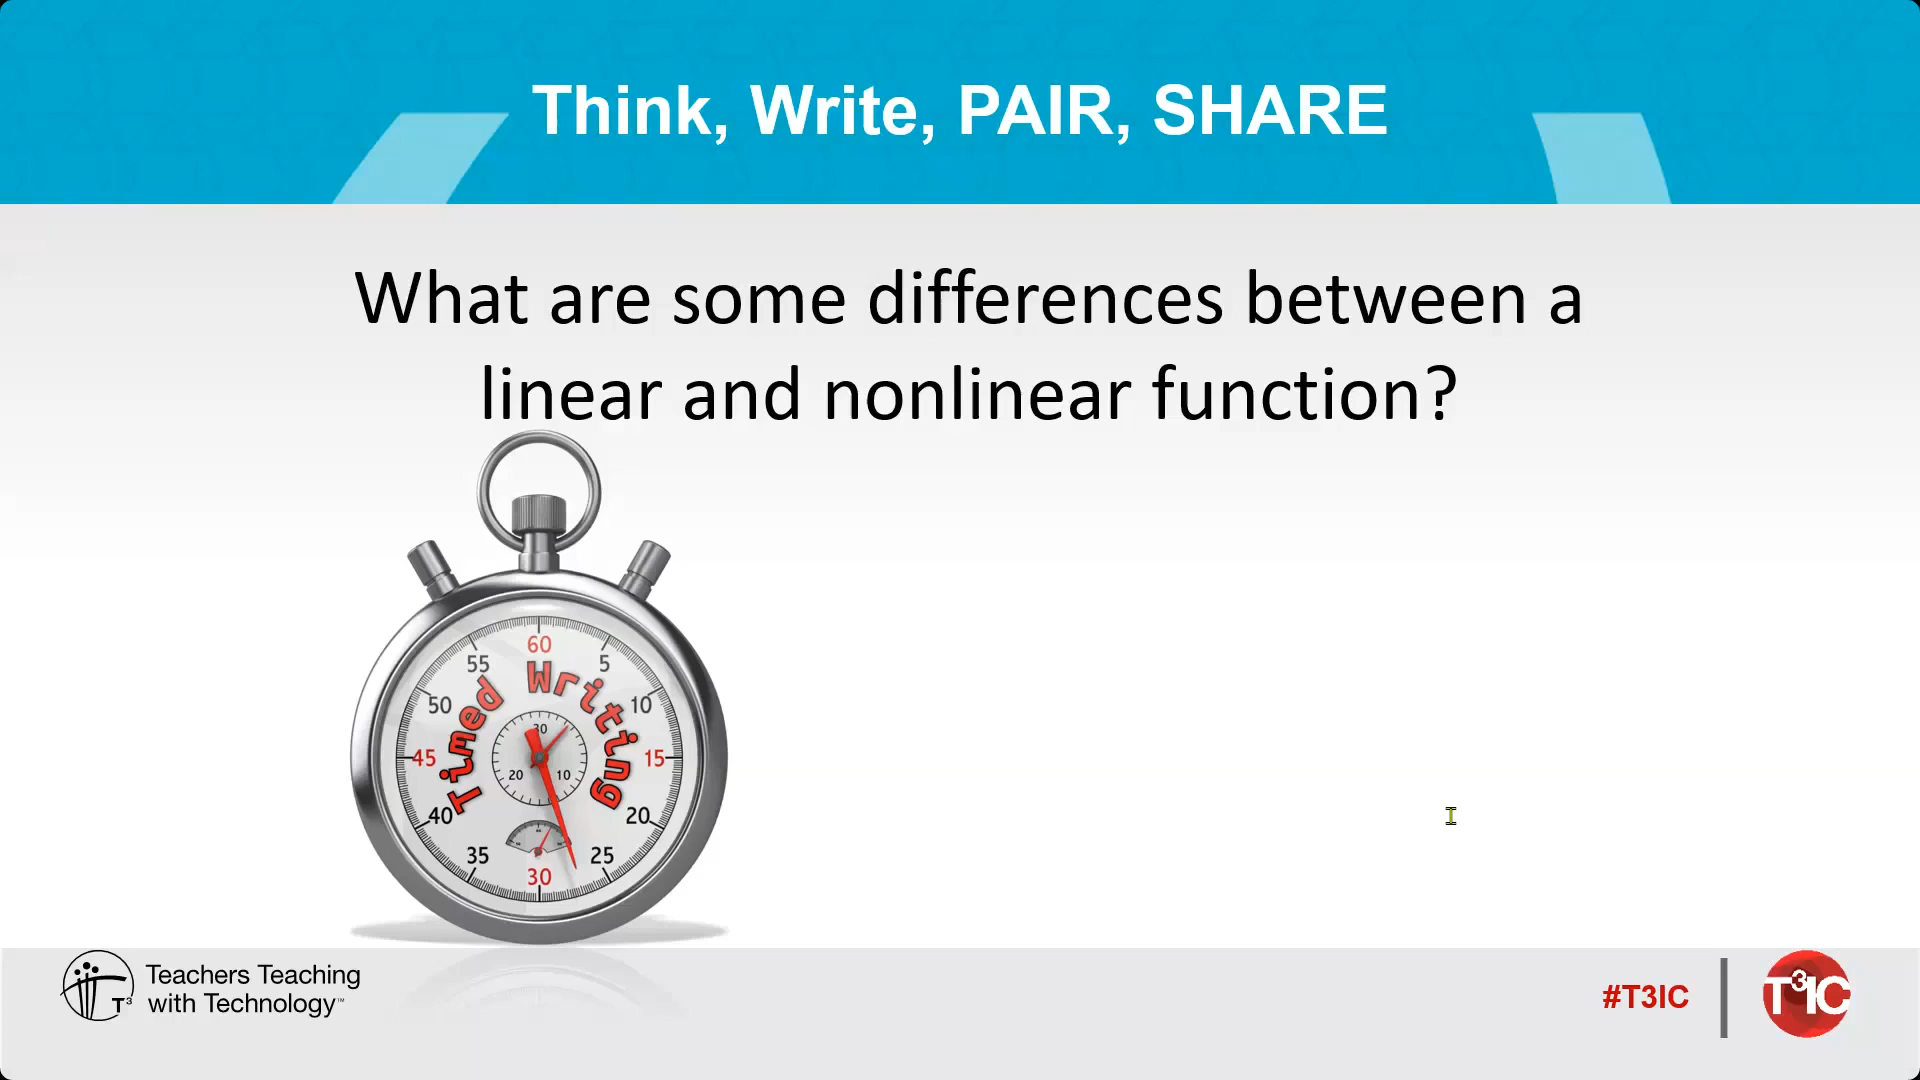 Think, Write, PAIR, SHARE
What are some differences between a
linear and nonlinear function?
Timed Writing
60
55
5
50
10
45
15
40
20
35
25
30
30
20
10
Teachers Teaching
with Technology™
T³
#T3IC
T³IC